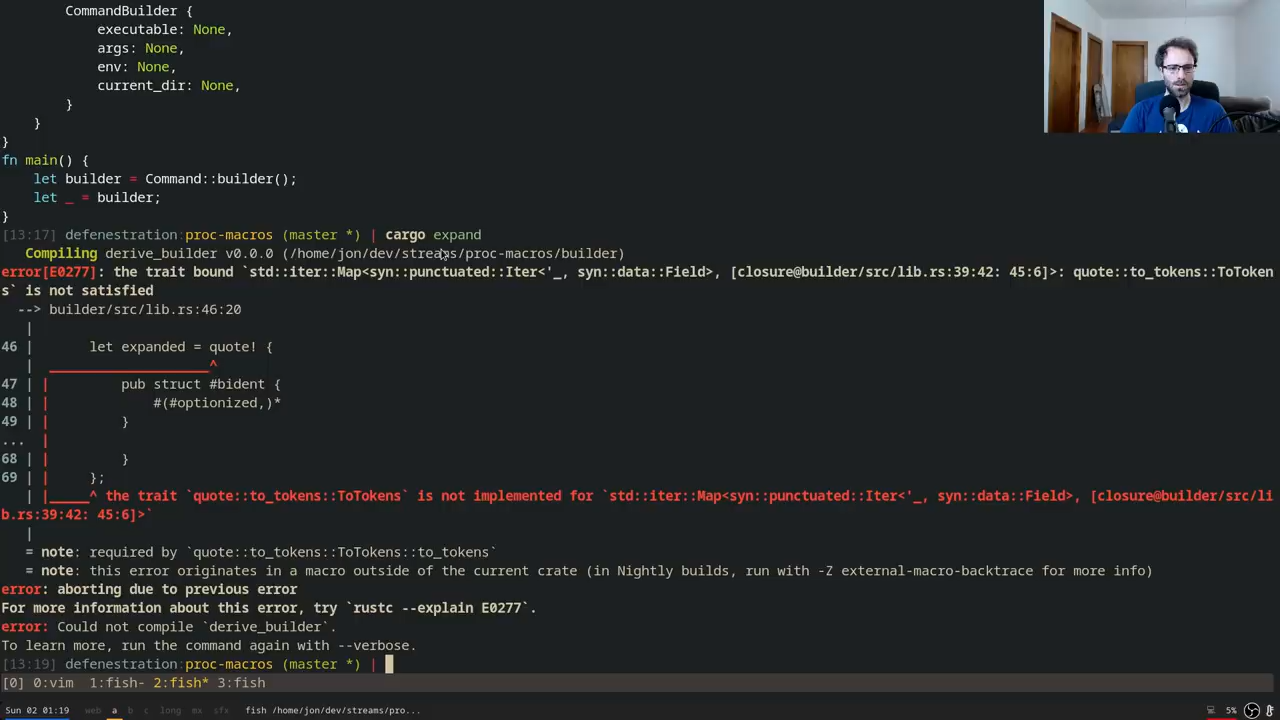 CommandBuilder {
executable: None,
args: None,
env: None,
current_dir: None,
}
}
}
fn main() {
let builder = Command::builder();
let _ = builder;
}
[13:17] defenestration:proc-macros (master *) | cargo expand
Compiling derive_builder v0.0.0 (/home/jon/dev/streams/proc-macros/builder)
error[E0277]: the trait bound `std::iter::Map<syn::punctuated::Iter<'_, syn::data::Field>, [closure@builder/src/lib.rs:39:42: 45:6]>: quote::to_tokens::ToToken
s` is not satisfied
--> builder/src/lib.rs:46:20
|
46 | let expanded = quote! {
| ____________________^
47 | | pub struct #bident {
48 | | #(#optionized,)*
49 | | }
... |
68 | | }
69 | | };
| |_____^ the trait `quote::to_tokens::ToTokens` is not implemented for `std::iter::Map<syn::punctuated::Iter<'_, syn::data::Field>, [closure@builder/src/li
b.rs:39:42: 45:6]>`
|
= note: required by `quote::to_tokens::ToTokens::to_tokens`
= note: this error originates in a macro outside of the current crate (in Nightly builds, run with -Z external-macro-backtrace for more info)
error: aborting due to previous error
For more information about this error, try `rustc --explain E0277`.
error: Could not compile `derive_builder`.
To learn more, run the command again with --verbose.
[13:19] defenestration:proc-macros (master *) |
[0] 0:vim 1:fish- 2:fish* 3:fish
Sun 02 01:19 web a b c long mx sfx fish /home/jon/dev/streams/pro... 5%